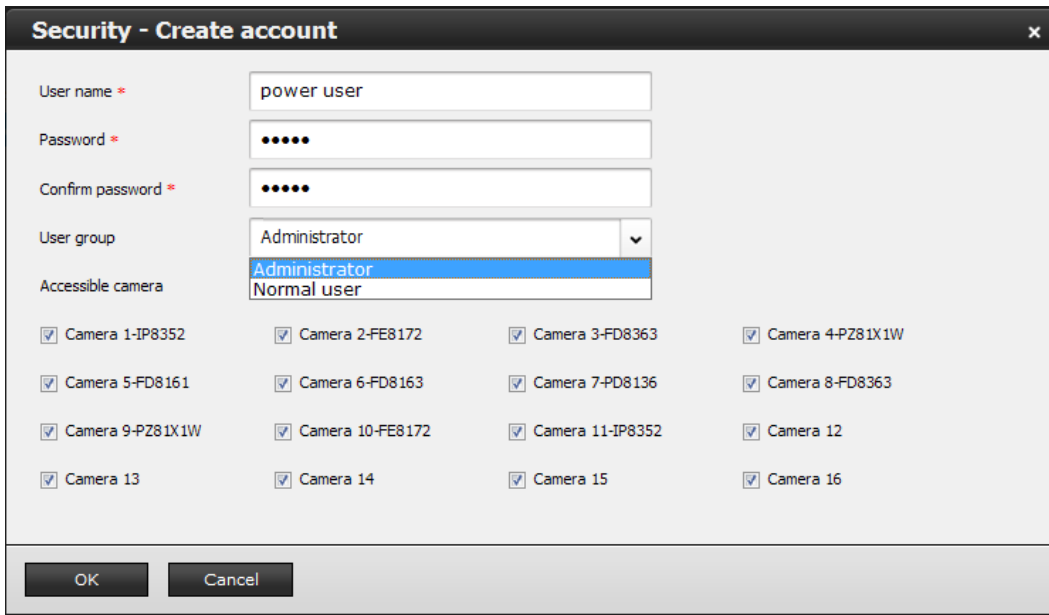 Security - Create account
×
User name *
power user
Password *
•••••
Confirm password *
•••••
User group
Administrator
Administrator
Normal user
Accessible camera
Camera 1-IP8352
Camera 2-FE8172
Camera 3-FD8363
Camera 4-PZ81X1W
Camera 5-FD8161
Camera 6-FD8163
Camera 7-PD8136
Camera 8-FD8363
Camera 9-PZ81X1W
Camera 10-FE8172
Camera 11-IP8352
Camera 12
Camera 13
Camera 14
Camera 15
Camera 16
OK
Cancel